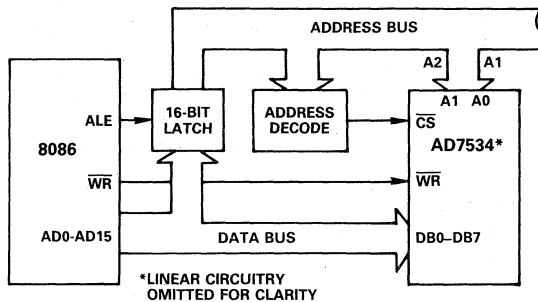 ADDRESS BUS
A2
A1
A1 A0
ALE
16-BIT
LATCH
ADDRESS
DECODE
CS
8086
AD7534*
WR
WR
AD0-AD15
DATA BUS
DB0–DB7
*LINEAR CIRCUITRY
OMITTED FOR CLARITY